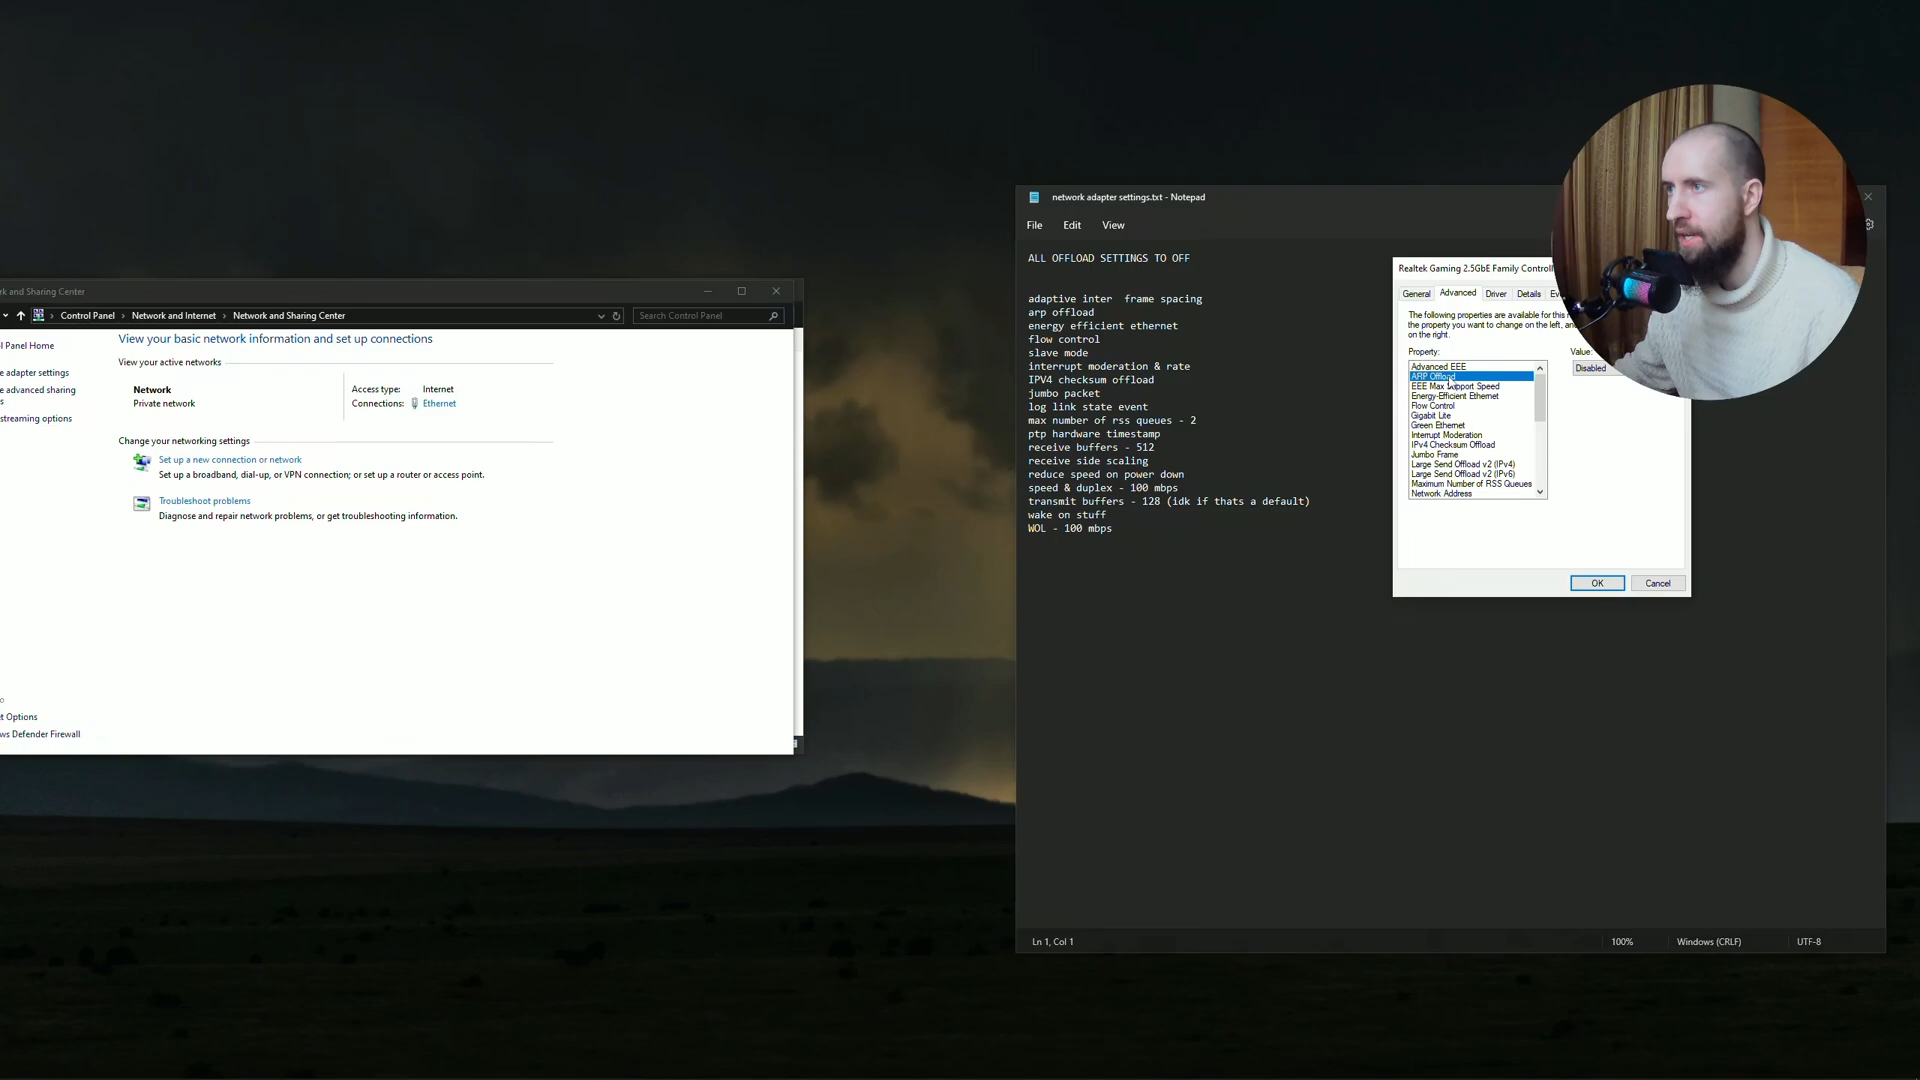 network adapter settings.txt - Notepad
File Edit View
ALL OFFLOAD SETTINGS TO OFF
adaptive inter  frame spacing
arp offload
energy efficient ethernet
flow control
slave mode
interrupt moderation & rate
IPV4 checksum offload
jumbo packet
log link state event
max number of rss queues - 2
ptp hardware timestamp
receive buffers - 512
receive side scaling
reduce speed on power down
speed & duplex - 100 mbps
transmit buffers - 128 (idk if thats a default)
wake on stuff
WOL - 100 mbps
Ln 1, Col 1
100%
Windows (CRLF)
UTF-8
Realtek Gaming 2.5GbE Family Controll
General Advanced Driver Details Ev
The following properties are available for this
the property you want to change on the left, an
on the right.
Property:
Value:
Advanced EEE
ARP Offload
EEE Max Support Speed
Energy-Efficient Ethernet
Flow Control
Gigabit Lite
Green Ethernet
Interrupt Moderation
IPv4 Checksum Offload
Jumbo Frame
Large Send Offload v2 (IPv4)
Large Send Offload v2 (IPv6)
Maximum Number of RSS Queues
Network Address
Disabled
OK
Cancel
rk and Sharing Center
Control Panel Network and Internet Network and Sharing Center
Search Control Panel
l Panel Home
e adapter settings
e advanced sharing
s
streaming options
View your basic network information and set up connections
View your active networks
Network
Private network
Access type: Internet
Connections: Ethernet
Change your networking settings
Set up a new connection or network
Set up a broadband, dial-up, or VPN connection; or set up a router or access point.
Troubleshoot problems
Diagnose and repair network problems, or get troubleshooting information.
o
et Options
ws Defender Firewall